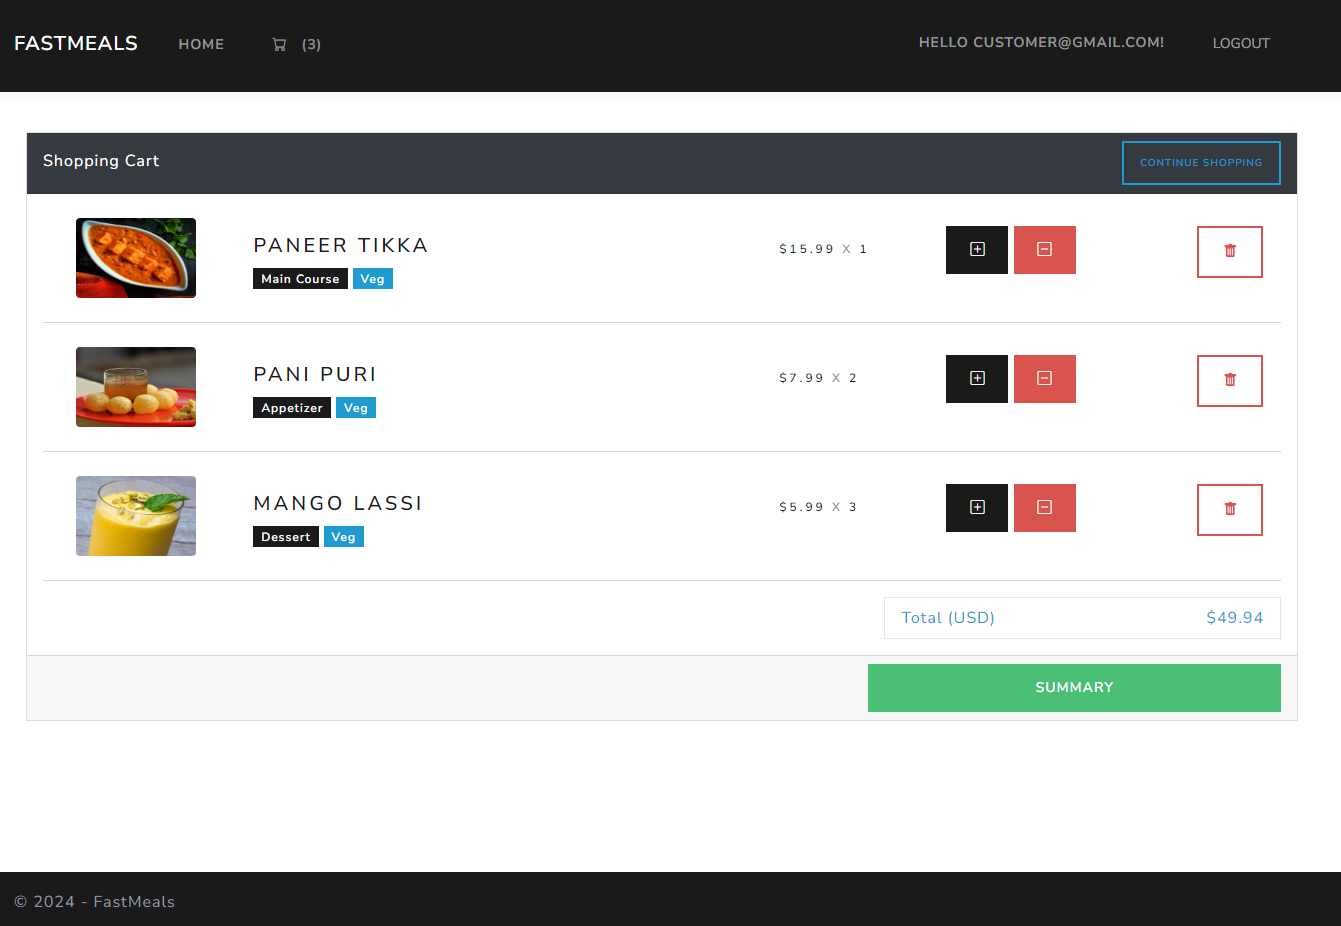 FASTMEALS HOME (3) HELLO CUSTOMER@GMAIL.COM! LOGOUT
Shopping Cart CONTINUE SHOPPING
PANEER TIKKA $15.99 X 1
Main Course Veg
PANI PURI $7.99 X 2
Appetizer Veg
MANGO LASSI $5.99 X 3
Dessert Veg
Total (USD) $49.94
SUMMARY
© 2024 - FastMeals